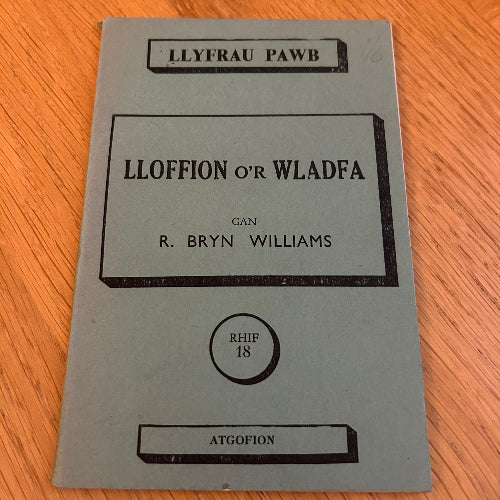 LLYFRAU PAWB
LLOFFION O'R WLADFA
GAN
R. BRYN WILLIAMS
RHIF
18
ATGOFION